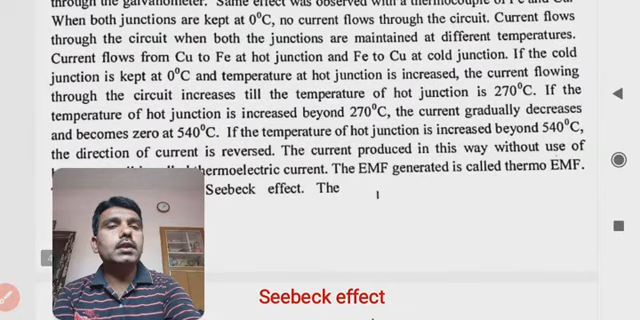 through the galvanometer. Same effect was observed with a thermocouple of Fe and Cu.
When both junctions are kept at 0⁰C, no current flows through the circuit. Current flows
through the circuit when both the junctions are maintained at different temperatures.
Current flows from Cu to Fe at hot junction and Fe to Cu at cold junction. If the cold
junction is kept at 0⁰C and temperature at hot junction is increased, the current flowing
through the circuit increases till the temperature of hot junction is 270⁰C. If the
temperature of hot junction is increased beyond 270⁰C, the current gradually decreases
and becomes zero at 540⁰C. If the temperature of hot junction is increased beyond 540⁰C,
the direction of current is reversed. The current produced in this way without use of
thermoelectric current. The EMF generated is called thermo EMF.
Seebeck effect. The
Seebeck effect